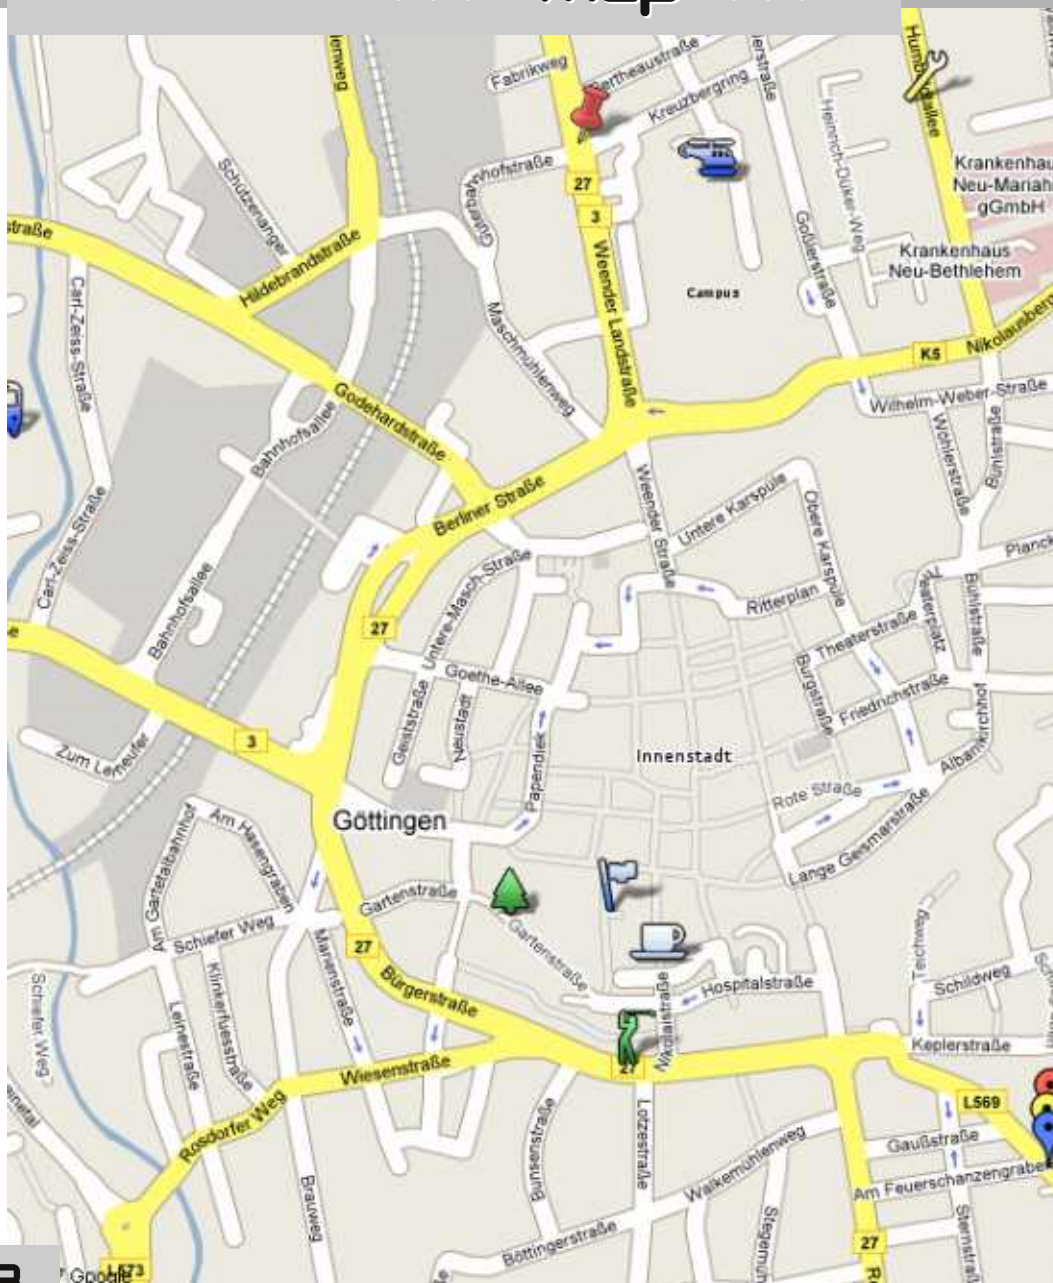 map
Fabrikweg
Bertheaustraße
Kreuzbergring
Humboldtallee
Heinrich-Düker-Weg
Krankenhau
Neu-Mariah
gGmbH
Schützenanger
Güterbahnhofstraße
27
3
Goßlerstraße
Krankenhaus
Neu-Bethlehem
straße
Hildebrandstraße
Weender Landstraße
Campus
Carl-Zeiss-Straße
Maschmühlenweg
K5
Nikolausberg
Godehardstraße
Wilhelm-Weber-Straße
Bahnhofsallee
Wöhlerstraße
Bühlstraße
Berliner Straße
Weender Straße
Untere Karspüle
Obere Karspüle
Carl-Zeiss-Straße
Planck
Untere-Masch-Straße
Ritterplan
Theaterplatz
Bühlstraße
Bahnhofsallee
27
Theaterstraße
Goethe-Allee
Burgstraße
Friedrichstraße
Geiststraße
Neustadt
3
Zum Leineufer
Papendiek
Innenstadt
Albanikirchhof
Rote Straße
Göttingen
Am Hasengraben
Am Gartetalbahnhof
Lange Geismarstraße
Gartenstraße
Schiefer Weg
27
Gartenstraße
Teichweg
Marienstraße
Bürgerstraße
Hospitalstraße
Schildweg
Schiefer Weg
Klinkerfuesstraße
Leinestraße
Nikolaistraße
Keplerstraße
27
Wiesenstraße
L569
Rosdorfer Weg
Bunsenstraße
Lotzestraße
Gaußstraße
Walkemühlenweg
Am Feuerschanzengrabe
Brauweg
Böttingerstraße
27
L573
Google